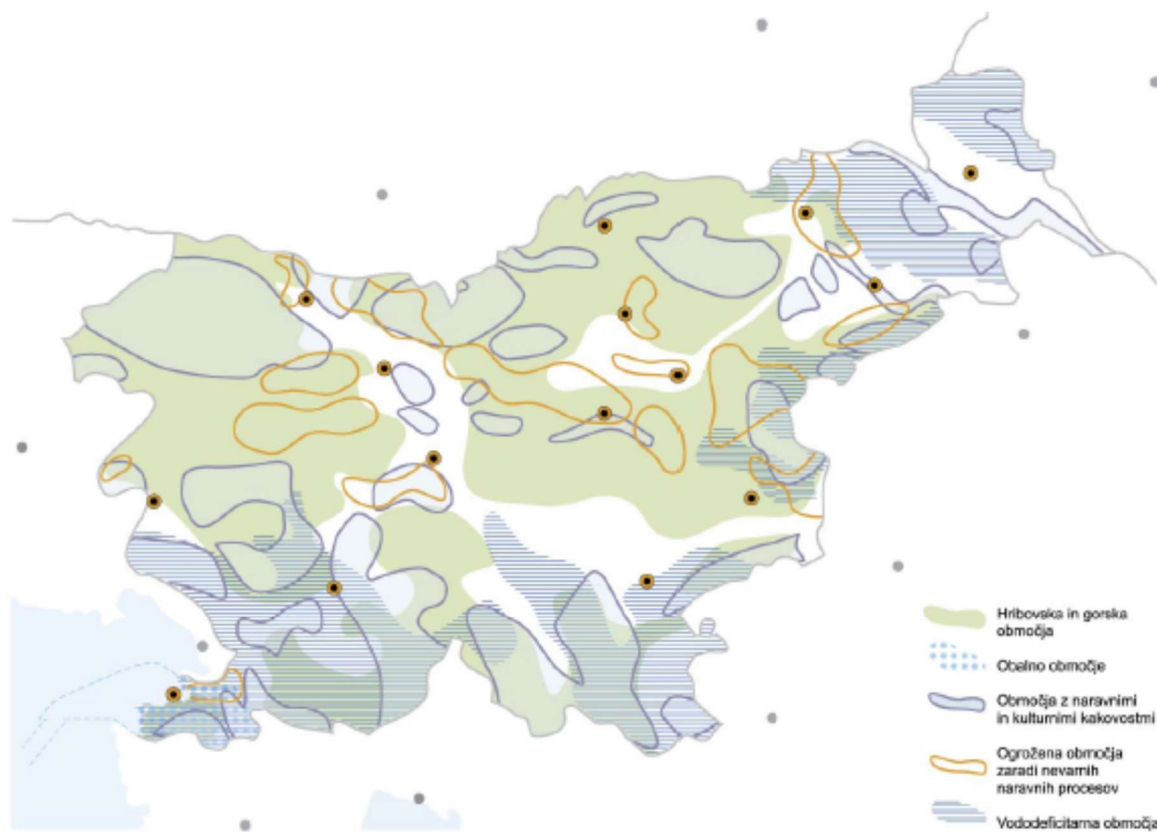 Hribovska in gorska
območja
Obalno območje
Območja z naravnimi
in kulturnimi kakovostmi
Ogrožena območja
zaradi nevarnih
naravnih procesov
Vododeficitarna območja